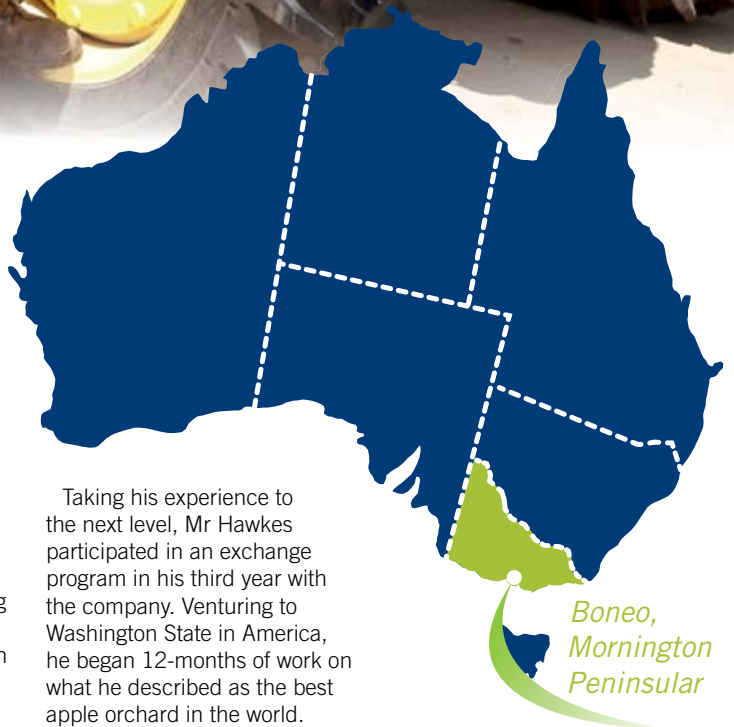 Taking his experience to
the next level, Mr Hawkes
participated in an exchange
program in his third year with
the company. Venturing to
Washington State in America,
he began 12-months of work on
what he described as the best
apple orchard in the world.
Boneo,
Mornington
Peninsular